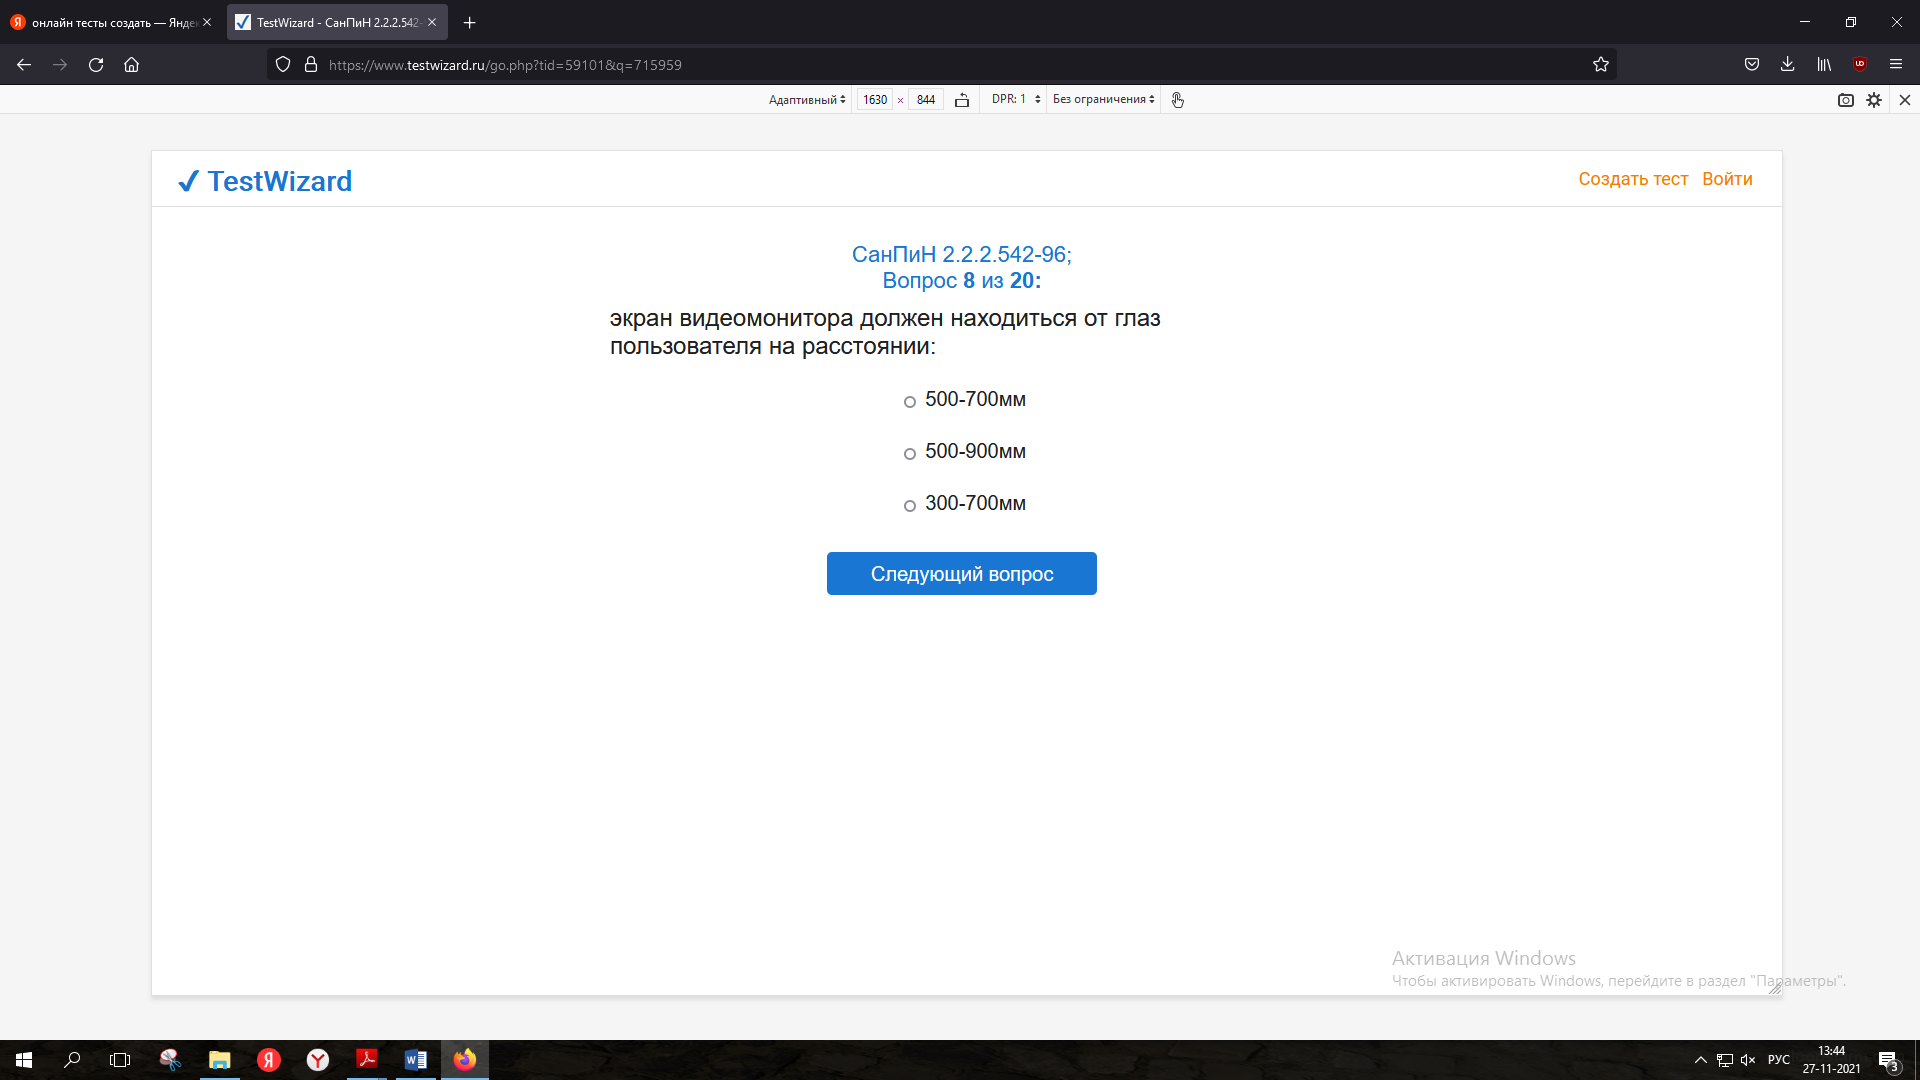 онлайн тесты создать — Яндек
TestWizard - СанПиН 2.2.2.542-
https://www.testwizard.ru/go.php?tid=59101&q=715959
Адаптивный 1630 × 844 DPR: 1 Без ограничения
TestWizard
Создать тест Войти
СанПиН 2.2.2.542-96;
Вопрос 8 из 20:
экран видеомонитора должен находиться от глаз
пользователя на расстоянии:
500-700мм
500-900мм
300-700мм
Следующий вопрос
Активация Windows
Чтобы активировать Windows, перейдите в раздел "Параметры".
РУС
13:44
27-11-2021
3